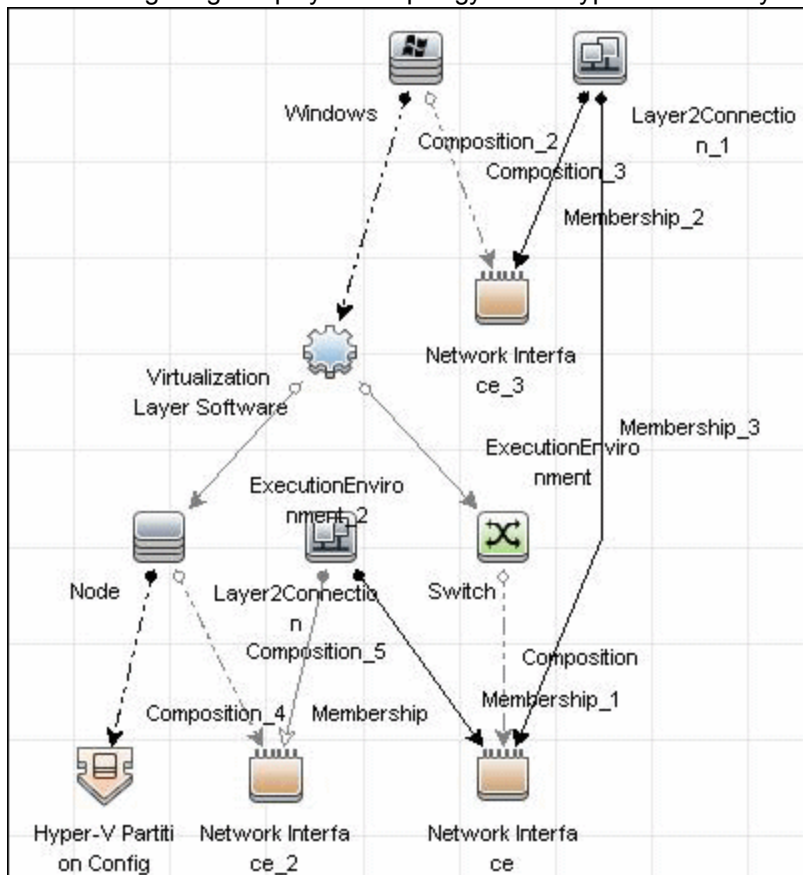 Windows
Layer2Connectio
n_1
Composition_2
Composition_3
Membership_2
Network Interfa
ce_3
Virtualization
Layer Software
Membership_3
ExecutionEnviro
nment
ExecutionEnviro
nment_2
Node
Layer2Connectio
n
Switch
Composition_5
Composition
Membership_1
Composition_4
Membership
Hyper-V Partiti
on Config
Network Interfa
ce_2
Network Interfa
ce